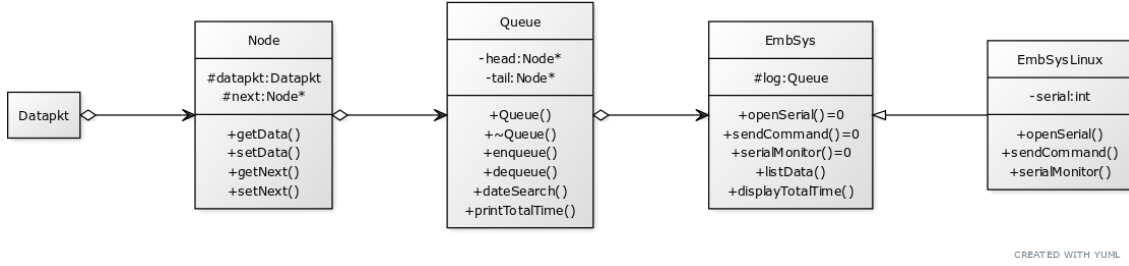 Datapkt
Node
#datapkt:Datapkt
#next:Node*
+getData()
+setData()
+getNext()
+setNext()
Queue
-head:Node*
-tail:Node*
+Queue()
+~Queue()
+enqueue()
+dequeue()
+dateSearch()
+printTotalTime()
EmbSys
#log:Queue
+openSerial()=0
+sendCommand()=0
+serialMonitor()=0
+listData()
+displayTotalTime()
EmbSysLinux
-serial:int
+openSerial()
+sendCommand()
+serialMonitor()
CREATED WITH YUML